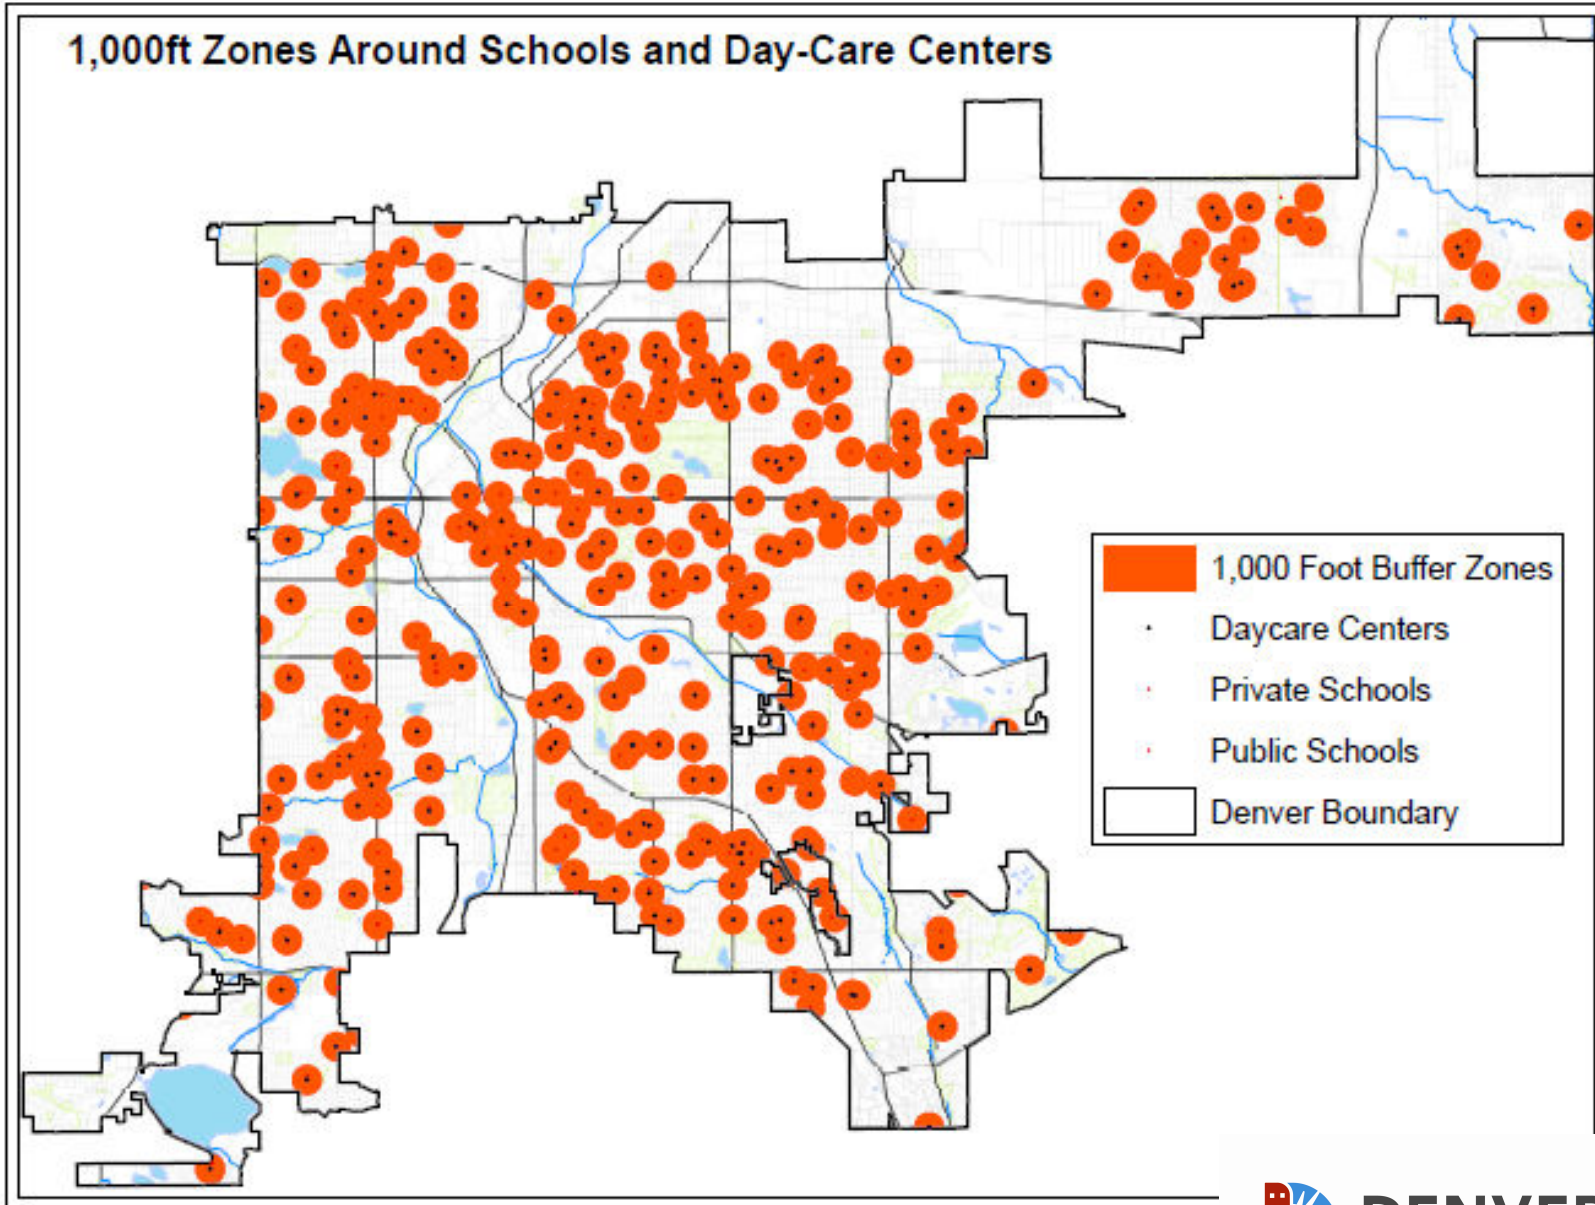 1,000ft Zones Around Schools and Day-Care Centers
1,000 Foot Buffer Zones
Daycare Centers
Private Schools
Public Schools
Denver Boundary
DENVER